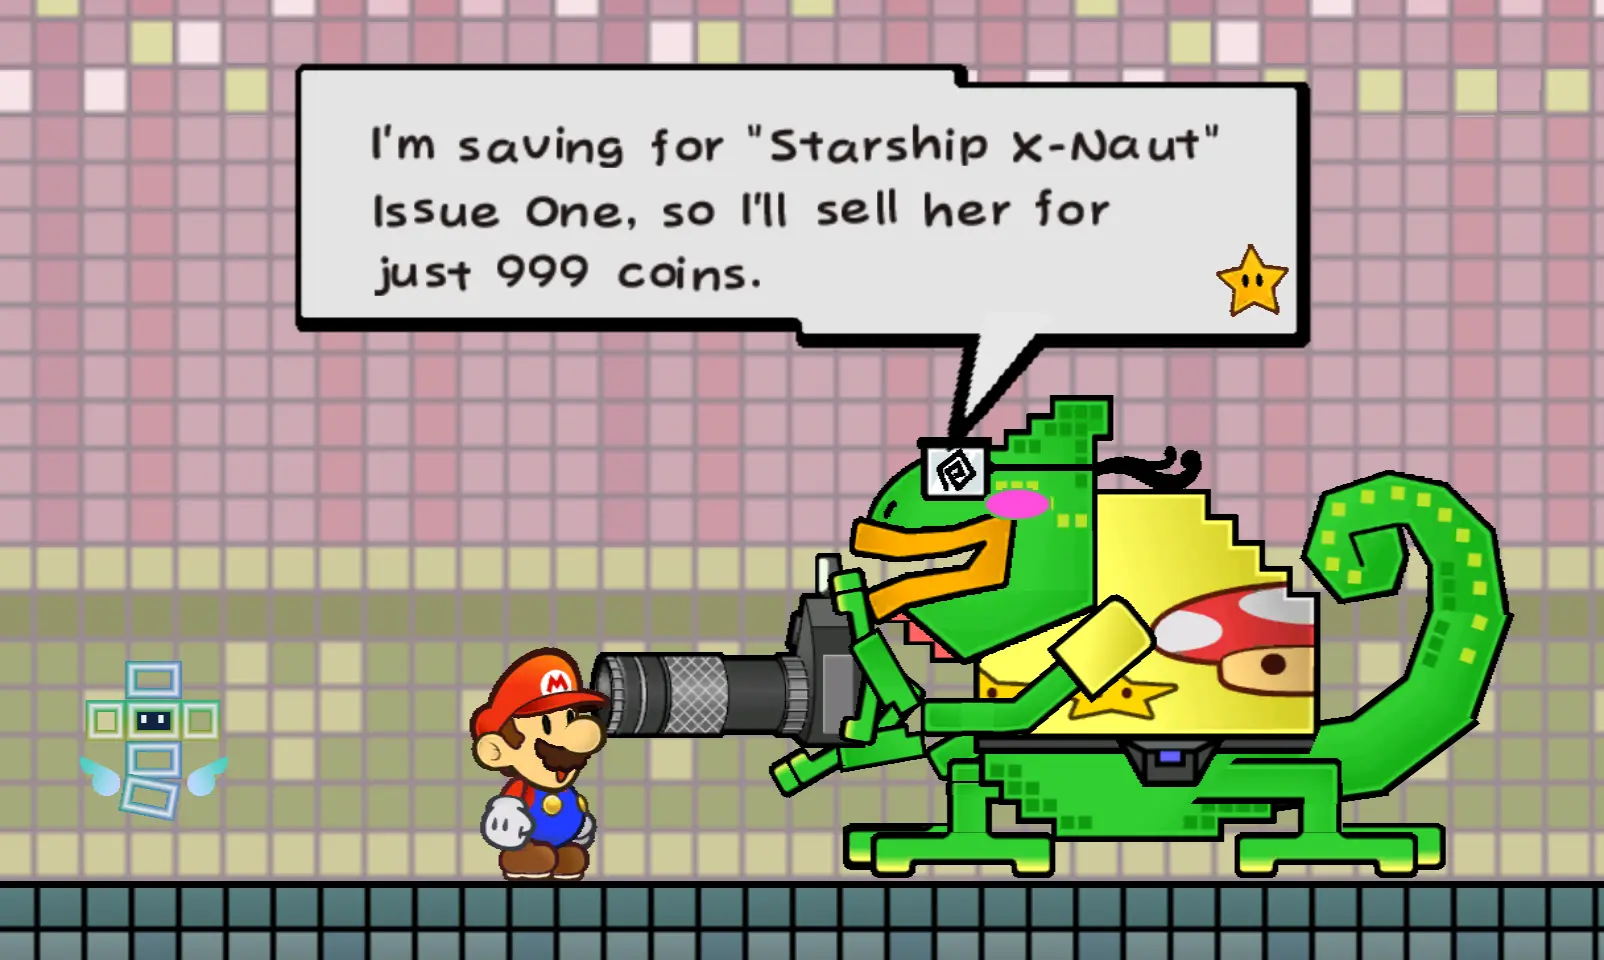 I'm saving for "Starship X-Naut"
Issue One, so I'll sell her for
just 999 coins.
M